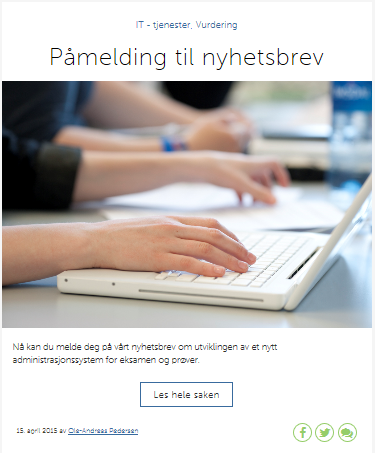 IT - tjenester, Vurdering
Påmelding til nyhetsbrev
Nå kan du melde deg på vårt nyhetsbrev om utviklingen av et nytt
administrasjonssystem for eksamen og prøver.
Les hele saken
15. april 2015 av Ole-Andreas Pedersen